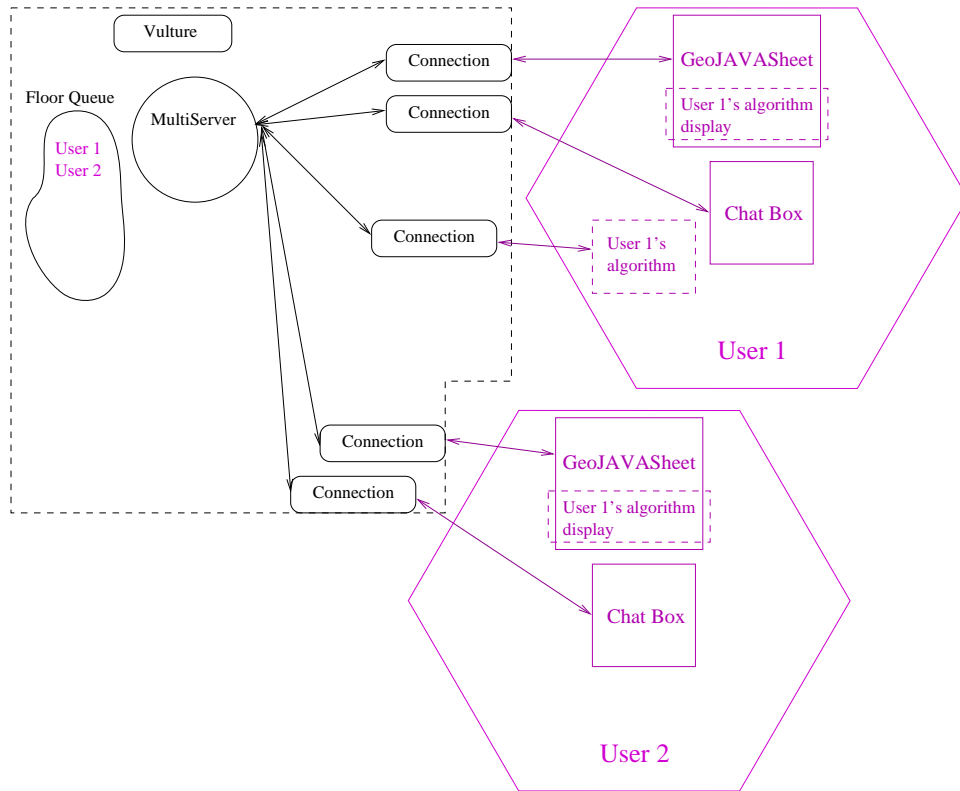 Vulture
Connection
GeoJAVASheet
Floor Queue
MultiServer
Connection
User 1's algorithm
display
User 1
User 2
Chat Box
Connection
User 1's
algorithm
User 1
Connection
GeoJAVASheet
Connection
User 1's algorithm
display
Chat Box
User 2